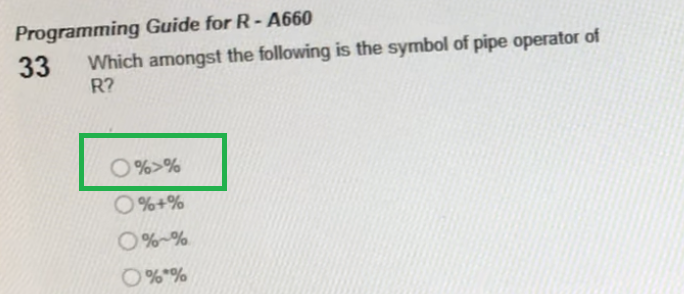 Programming Guide for R - A660
33 Which amongst the following is the symbol of pipe operator of
R?
%>%
%+%
%~%
%*%